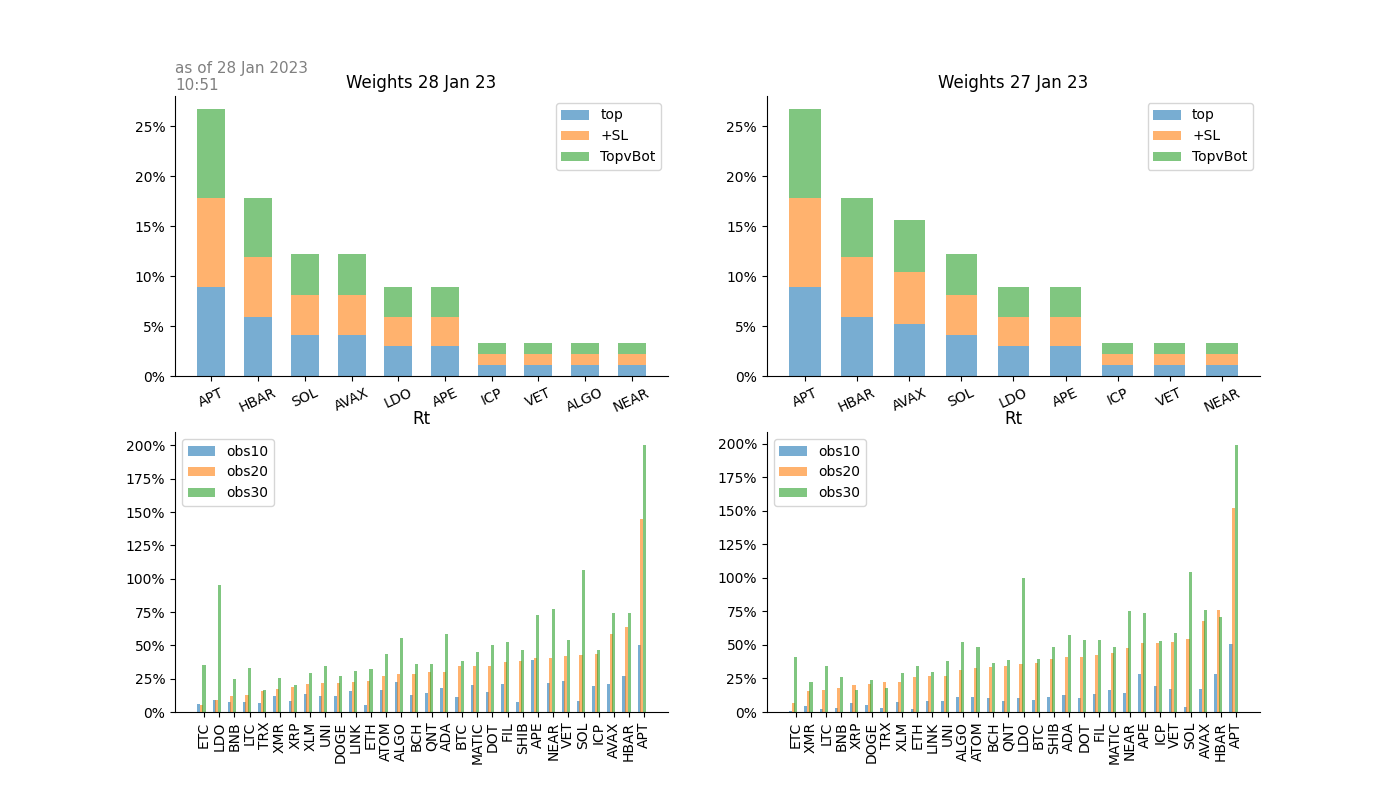 as of 28 Jan 2023
10:51
Weights 28 Jan 23
25%
20%
15%
10%
5%
0%
top
+SL
TopvBot
APT HBAR SOL AVAX LDO APE ICP VET ALGO NEAR
Weights 27 Jan 23
25%
20%
15%
10%
5%
0%
top
+SL
TopvBot
APT HBAR AVAX SOL LDO APE ICP VET NEAR
Rt
200%
175%
150%
125%
100%
75%
50%
25%
0%
obs10
obs20
obs30
ETC LDO BNB LTC TRX XMR XRP XLM UNI DOGE LINK ETH ATOM ALGO BCH QNT ADA BTC MATIC DOT FIL SHIB APE NEAR VET SOL ICP AVAX HBAR APT
Rt
200%
175%
150%
125%
100%
75%
50%
25%
0%
obs10
obs20
obs30
ETC XMR LTC BNB XRP DOGE TRX XLM ETH LINK UNI ALGO ATOM BCH QNT LDO BTC SHIB ADA DOT FIL MATIC NEAR APE ICP VET SOL AVAX HBAR APT